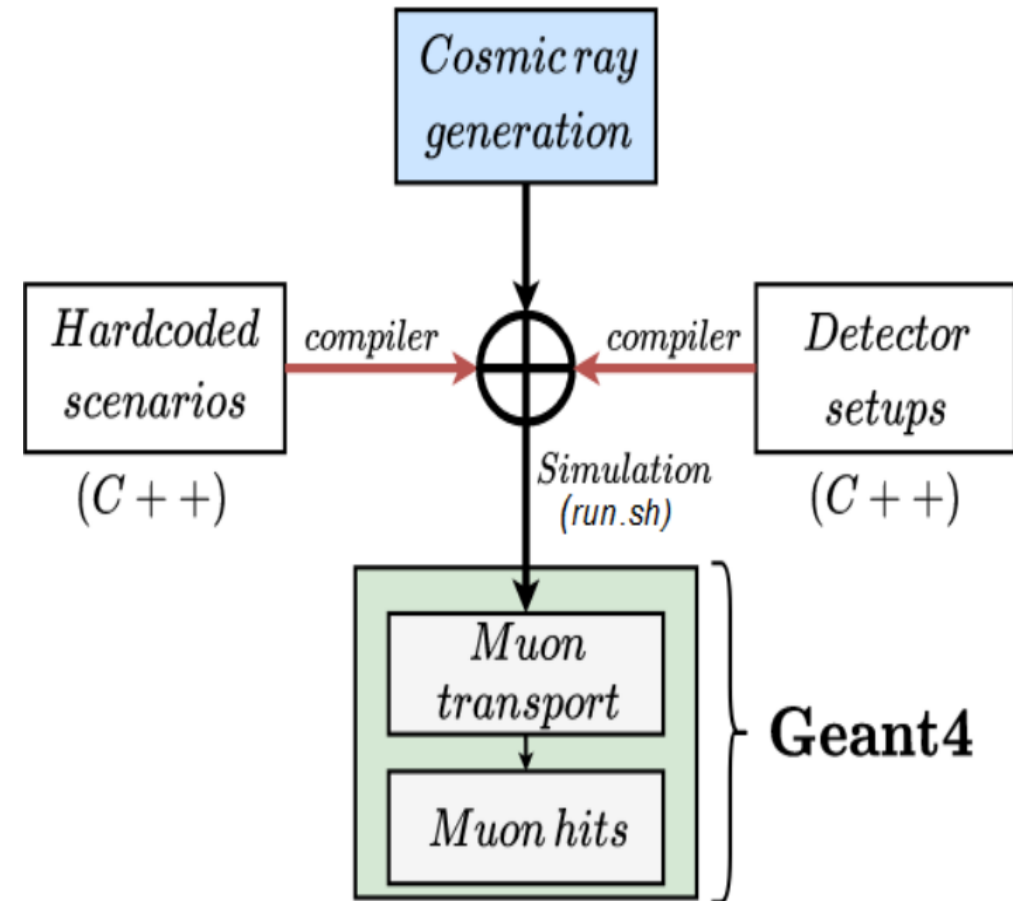 Cosmic ray
generation
Hardcoded
scenarios
(C++)
compiler
compiler
Detector
setups
(C++)
Simulation
(run.sh)
Muon
transport
Muon hits
Geant4